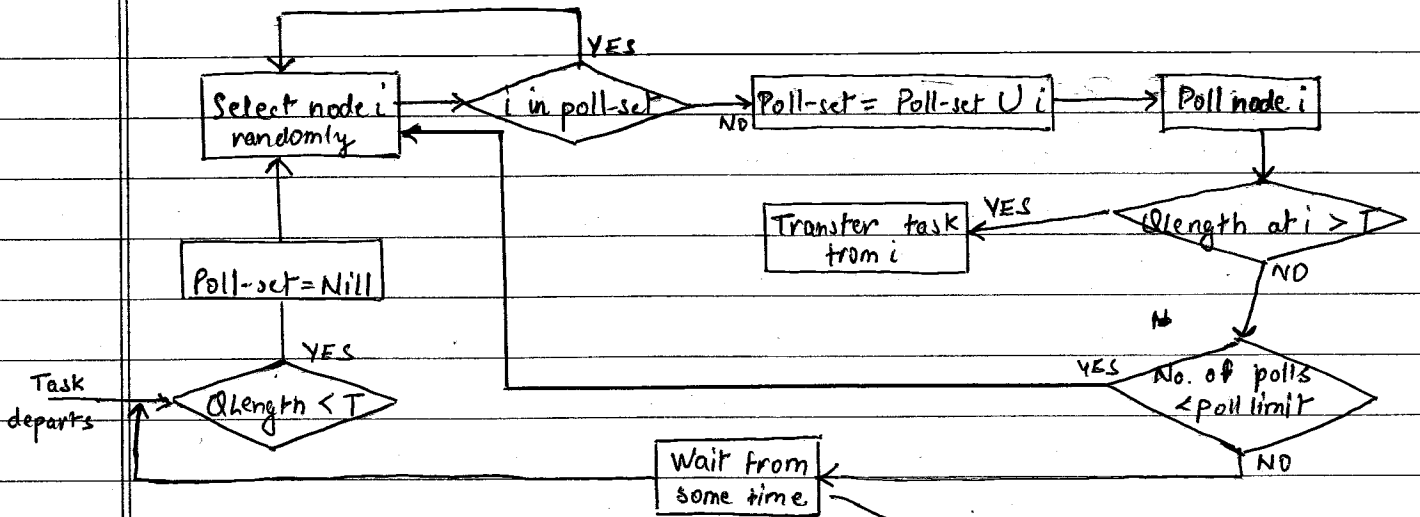 YES
Select node i
randomly
i in poll-set
NO
Poll-set = Poll-set U i
Poll node i
Transfer task
from i
YES
QLength at i > T
NO
Poll-set = Nill
No
YES
Task
departs
QLength < T
YES
No. of polls
< poll limit
NO
Wait from
some time